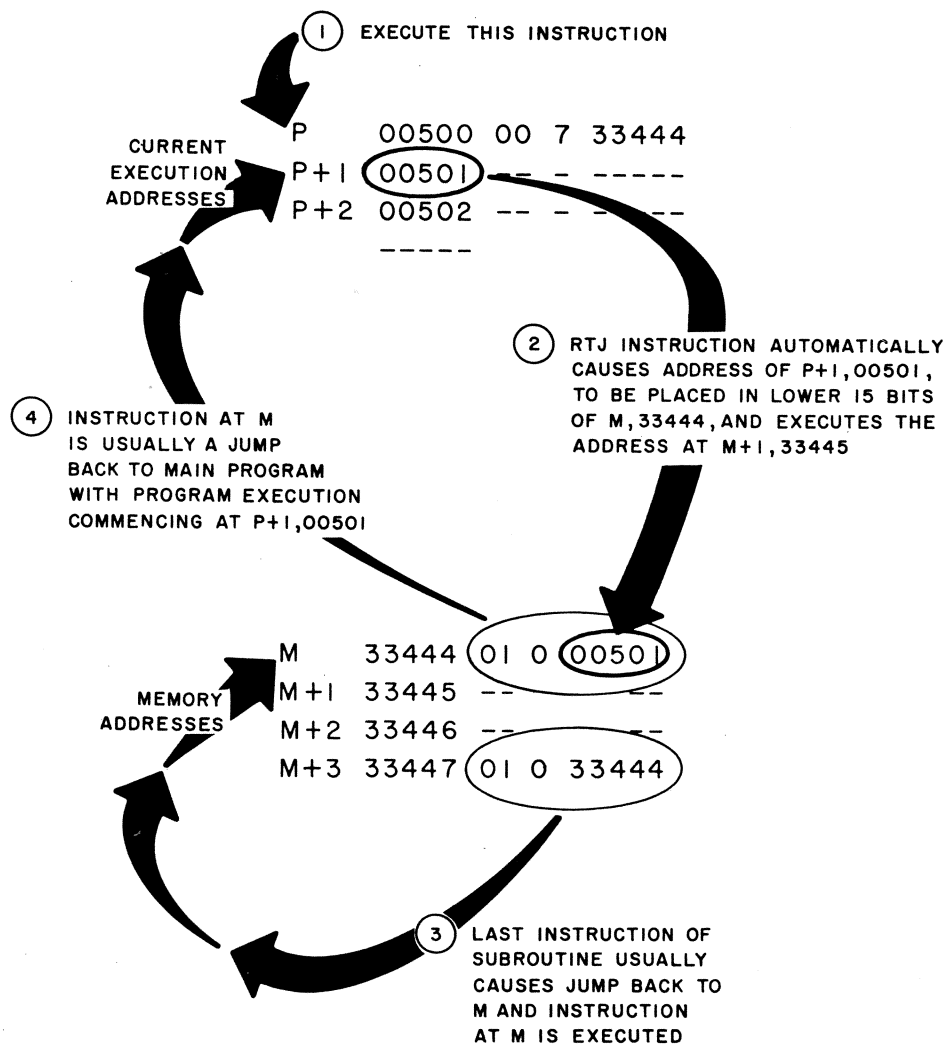 1 EXECUTE THIS INSTRUCTION
CURRENT
EXECUTION
ADDRESSES
P 00500 00 7 33444
P+1 00501 -- - -----
P+2 00502 -- - -----
-----
2 RTJ INSTRUCTION AUTOMATICALLY
CAUSES ADDRESS OF P+1,00501,
TO BE PLACED IN LOWER 15 BITS
OF M,33444,AND EXECUTES THE
ADDRESS AT M+1,33445
4 INSTRUCTION AT M
IS USUALLY A JUMP
BACK TO MAIN PROGRAM
WITH PROGRAM EXECUTION
COMMENCING AT P+1,00501
MEMORY
ADDRESSES
M 33444 01 0 00501
M+1 33445 -- --
M+2 33446 -- --
M+3 33447 01 0 33444
3 LAST INSTRUCTION OF
SUBROUTINE USUALLY
CAUSES JUMP BACK TO
M AND INSTRUCTION
AT M IS EXECUTED